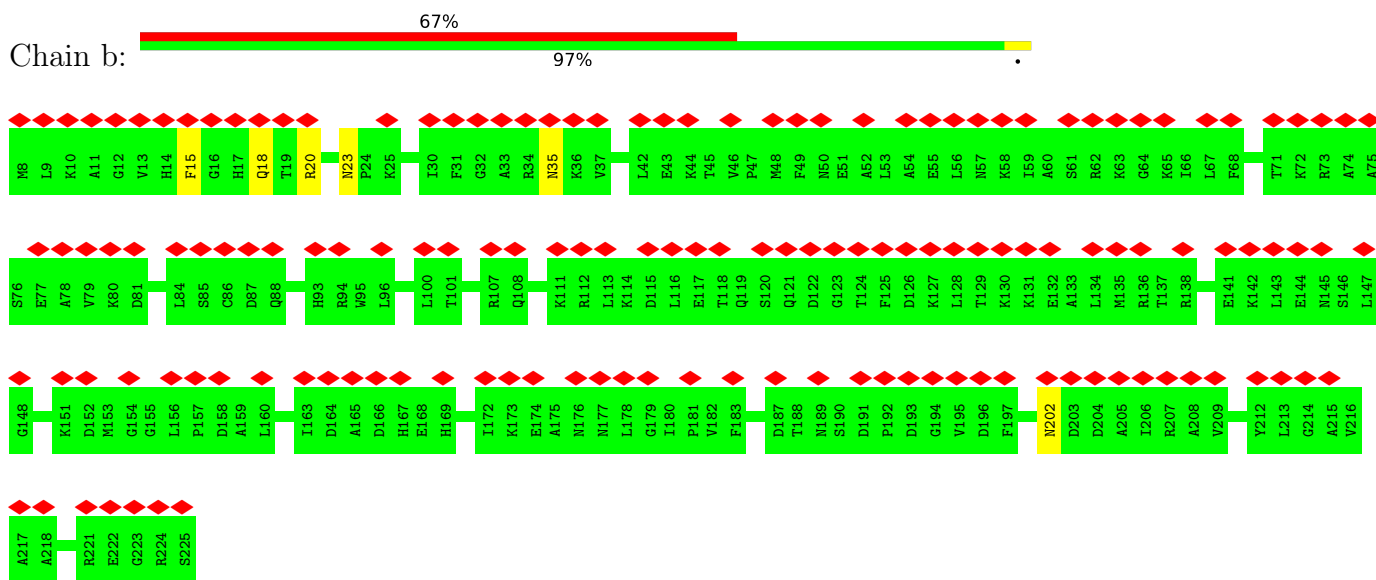 67%
Chain b:
97%
•
M8 L9 K10 A11 G12 V13 H14 F15 G16 H17 Q18 T19 R20 N23 P24 K25 I30 F31 G32 A33 R34 N35 K36 V37 L42 E43 K44 T45 V46 P47 M48 F49 N50 E51 A52 L53 A54 E55 L56 N57 K58 I59 A60 S61 R62 K63 G64 K65 I66 L67 F68 T71 K72 R73 A74 A75
S76 E77 A78 V79 K80 D81 L84 S85 C86 D87 Q88 H93 R94 W95 L96 L100 T101 R107 Q108 K111 R112 L113 K114 D115 L116 E117 T118 Q119 S120 Q121 D122 G123 T124 F125 D126 K127 L128 T129 K130 K131 E132 A133 L134 M135 R136 T137 R138 E141 K142 L143 E144 N145 S146 L147
G148 K151 D152 M153 G154 G155 L156 P157 D158 A159 L160 I163 D164 A165 D166 H167 E168 H169 I172 K173 E174 A175 N176 N177 L178 G179 I180 P181 V182 F183 D187 T188 N189 S190 D191 P192 D193 G194 V195 D196 F197 N202 D203 D204 A205 I206 R207 A208 V209 Y212 L213 G214 A215 V216
A217 A218 R221 E222 G223 R224 S225